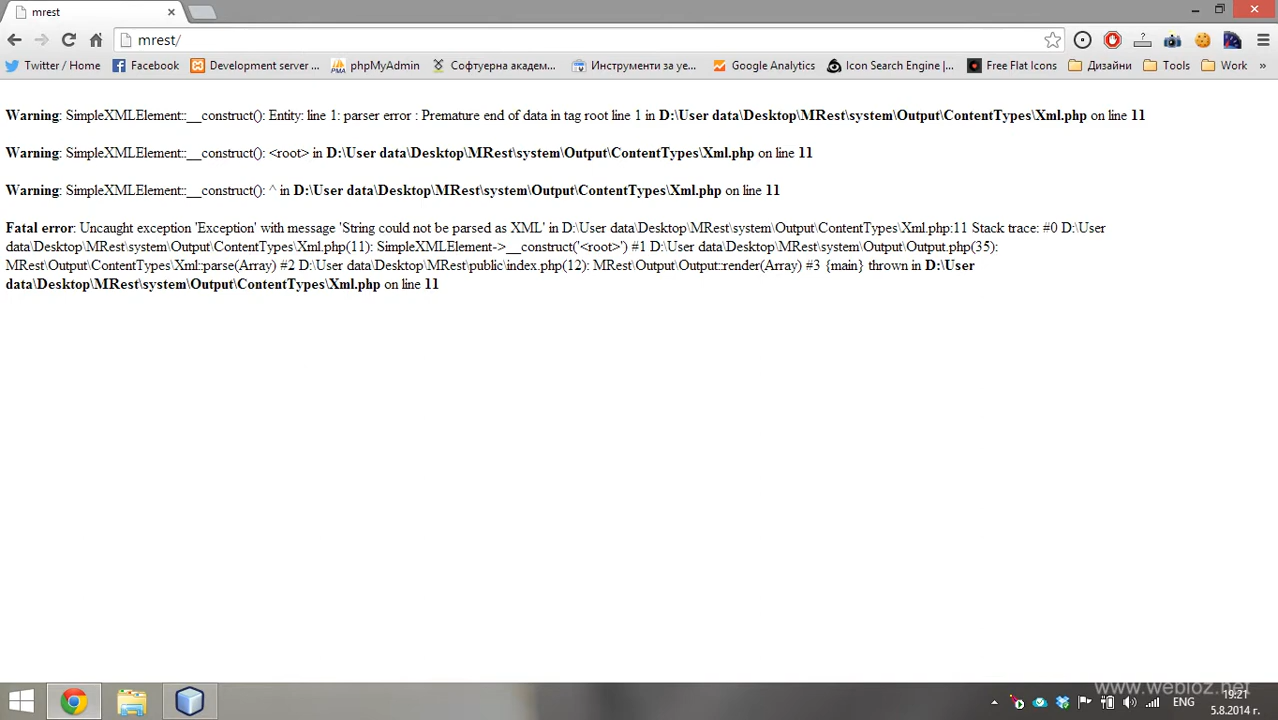 mrest
mrest/
Twitter / Home Facebook Development server ... phpMyAdmin Софтуерна академ... Инструменти за уе... Google Analytics Icon Search Engine |... Free Flat Icons Дизайни Tools Work »
Warning: SimpleXMLElement::__construct(): Entity: line 1: parser error : Premature end of data in tag root line 1 in D:\User data\Desktop\MRest\system\Output\ContentTypes\Xml.php on line 11
Warning: SimpleXMLElement::__construct(): <root> in D:\User data\Desktop\MRest\system\Output\ContentTypes\Xml.php on line 11
Warning: SimpleXMLElement::__construct(): ^ in D:\User data\Desktop\MRest\system\Output\ContentTypes\Xml.php on line 11
Fatal error: Uncaught exception 'Exception' with message 'String could not be parsed as XML' in D:\User data\Desktop\MRest\system\Output\ContentTypes\Xml.php:11 Stack trace: #0 D:\User
data\Desktop\MRest\system\Output\ContentTypes\Xml.php(11): SimpleXMLElement->__construct('<root>') #1 D:\User data\Desktop\MRest\system\Output\Output.php(35):
MRest\Output\ContentTypes\Xml::parse(Array) #2 D:\User data\Desktop\MRest\public\index.php(12): MRest\Output\Output::render(Array) #3 {main} thrown in D:\User
data\Desktop\MRest\system\Output\ContentTypes\Xml.php on line 11
www.webioz.net
19:21
ENG
5.8.2014 г.